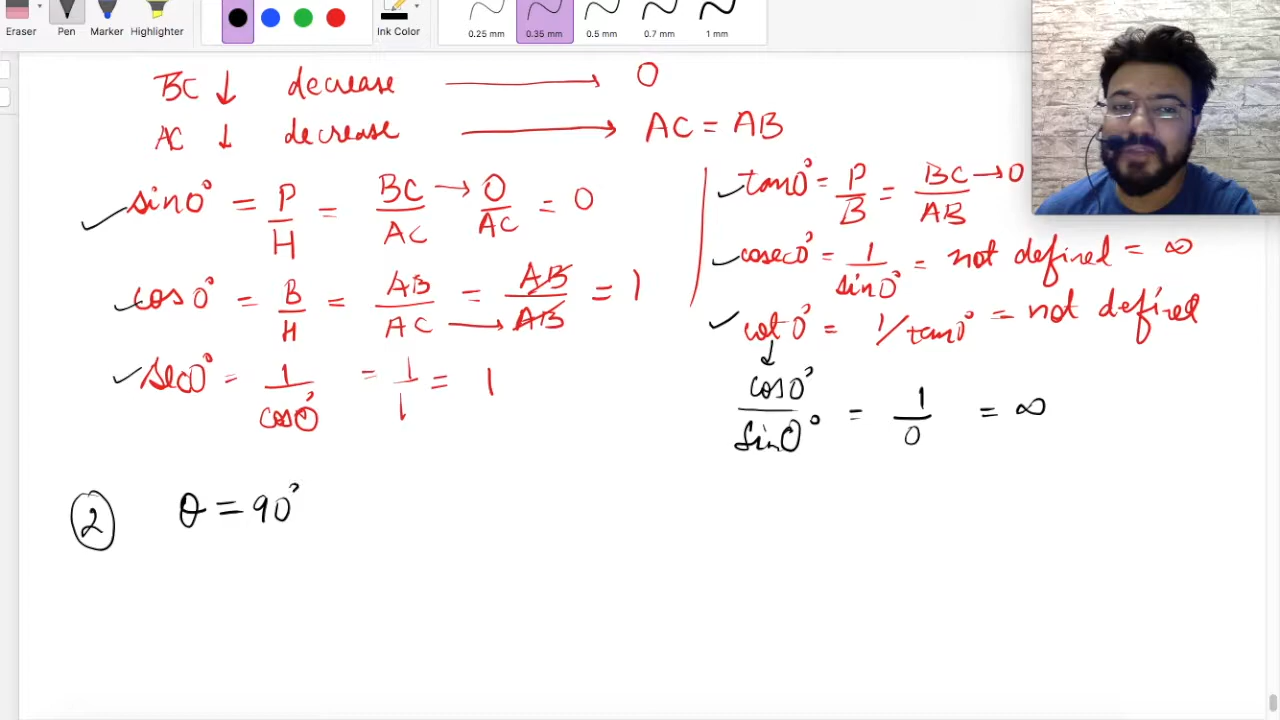 Eraser Pen Marker Highlighter Ink Color 0.25 mm 0.35 mm 0.5 mm 0.7 mm 1 mm
BC ↓ decrease → 0
AC ↓ decrease → AC = AB
sin0° = P/H = BC/AC → 0/AC = 0
cos0° = B/H = AB/AC → AB/AB = 1
sec0° = 1/cos0° = 1/1 = 1
tan0° = P/B = BC/AB → 0
cosec0° = 1/sin0° = not defined = ∞
cot0° = 1/tan0° = not defined
↓
cos0°/sin0° = 1/0 = ∞
② θ = 90°